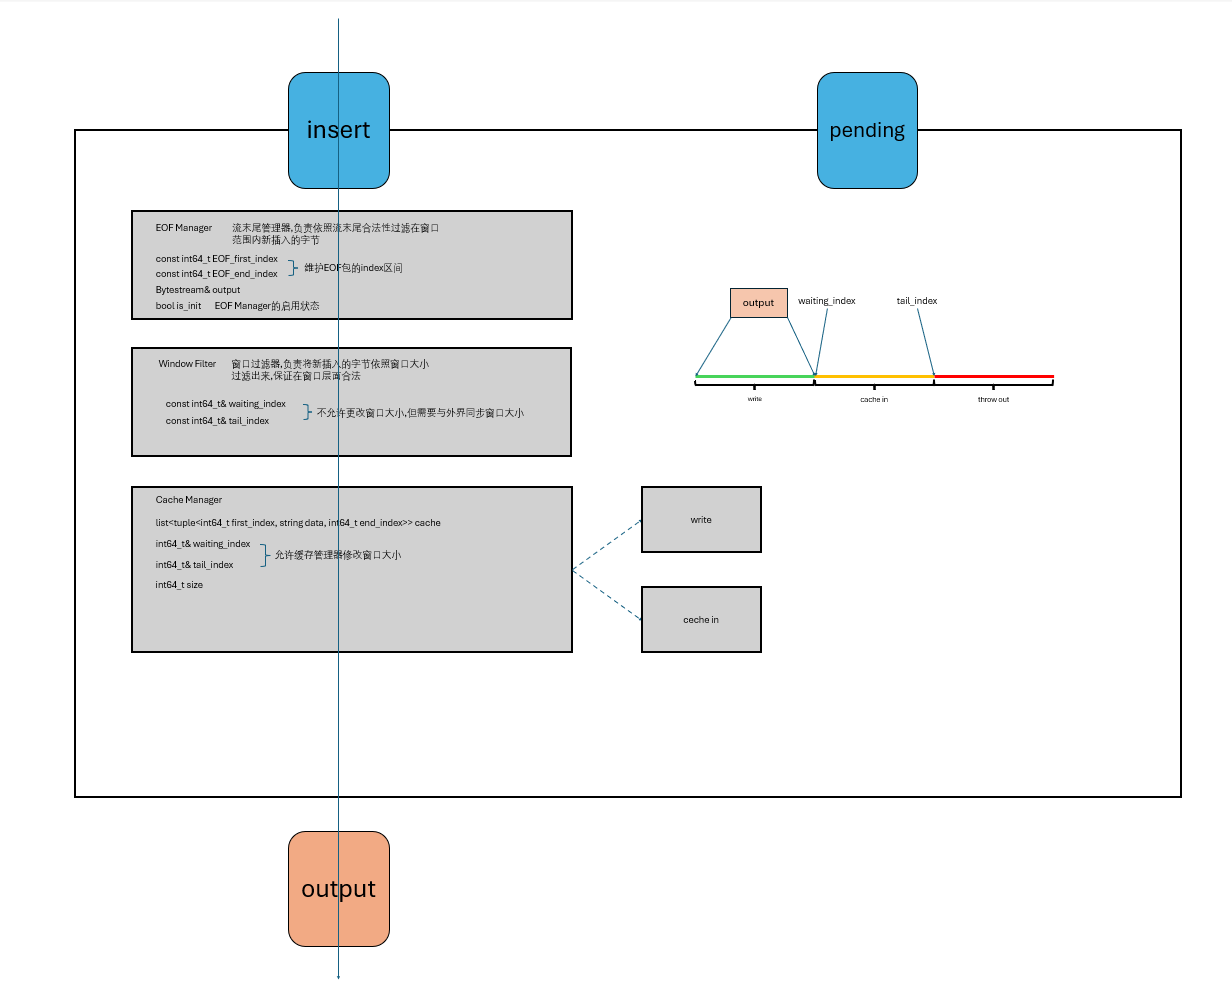 insert
pending
EOF Manager 流末尾管理器,负责依照流末尾合法性过滤在窗口
范围内新插入的字节
const int64_t EOF_first_index
const int64_t EOF_end_index
维护EOF包的index区间
Bytestream& output
bool is_init EOF Manager的启用状态
output
waiting_index
tail_index
write
cache in
throw out
Window Filter 窗口过滤器,负责将新插入的字节依照窗口大小
过滤出来,保证在窗口层面合法
const int64_t& waiting_index
const int64_t& tail_index
不允许更改窗口大小,但需要与外界同步窗口大小
Cache Manager
list<tuple<int64_t first_index, string data, int64_t end_index>> cache
int64_t& waiting_index
int64_t& tail_index
允许缓存管理器修改窗口大小
int64_t size
write
ceche in
output